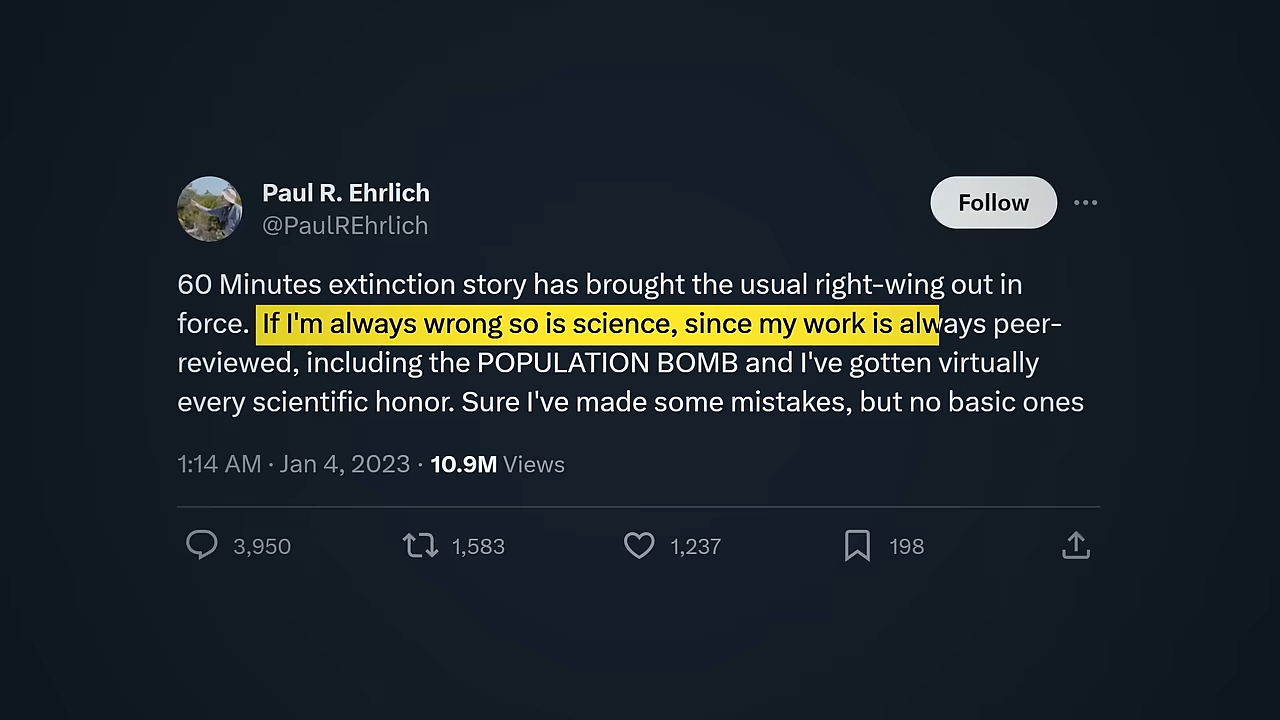 Paul R. Ehrlich
Follow
@PaulREhrlich
60 Minutes extinction story has brought the usual right-wing out in
force. If I'm always wrong so is science, since my work is always peer-
reviewed, including the POPULATION BOMB and I've gotten virtually
every scientific honor. Sure I've made some mistakes, but no basic ones
1:14 AM · Jan 4, 2023 · 10.9M Views
3,950 1,583 1,237 198